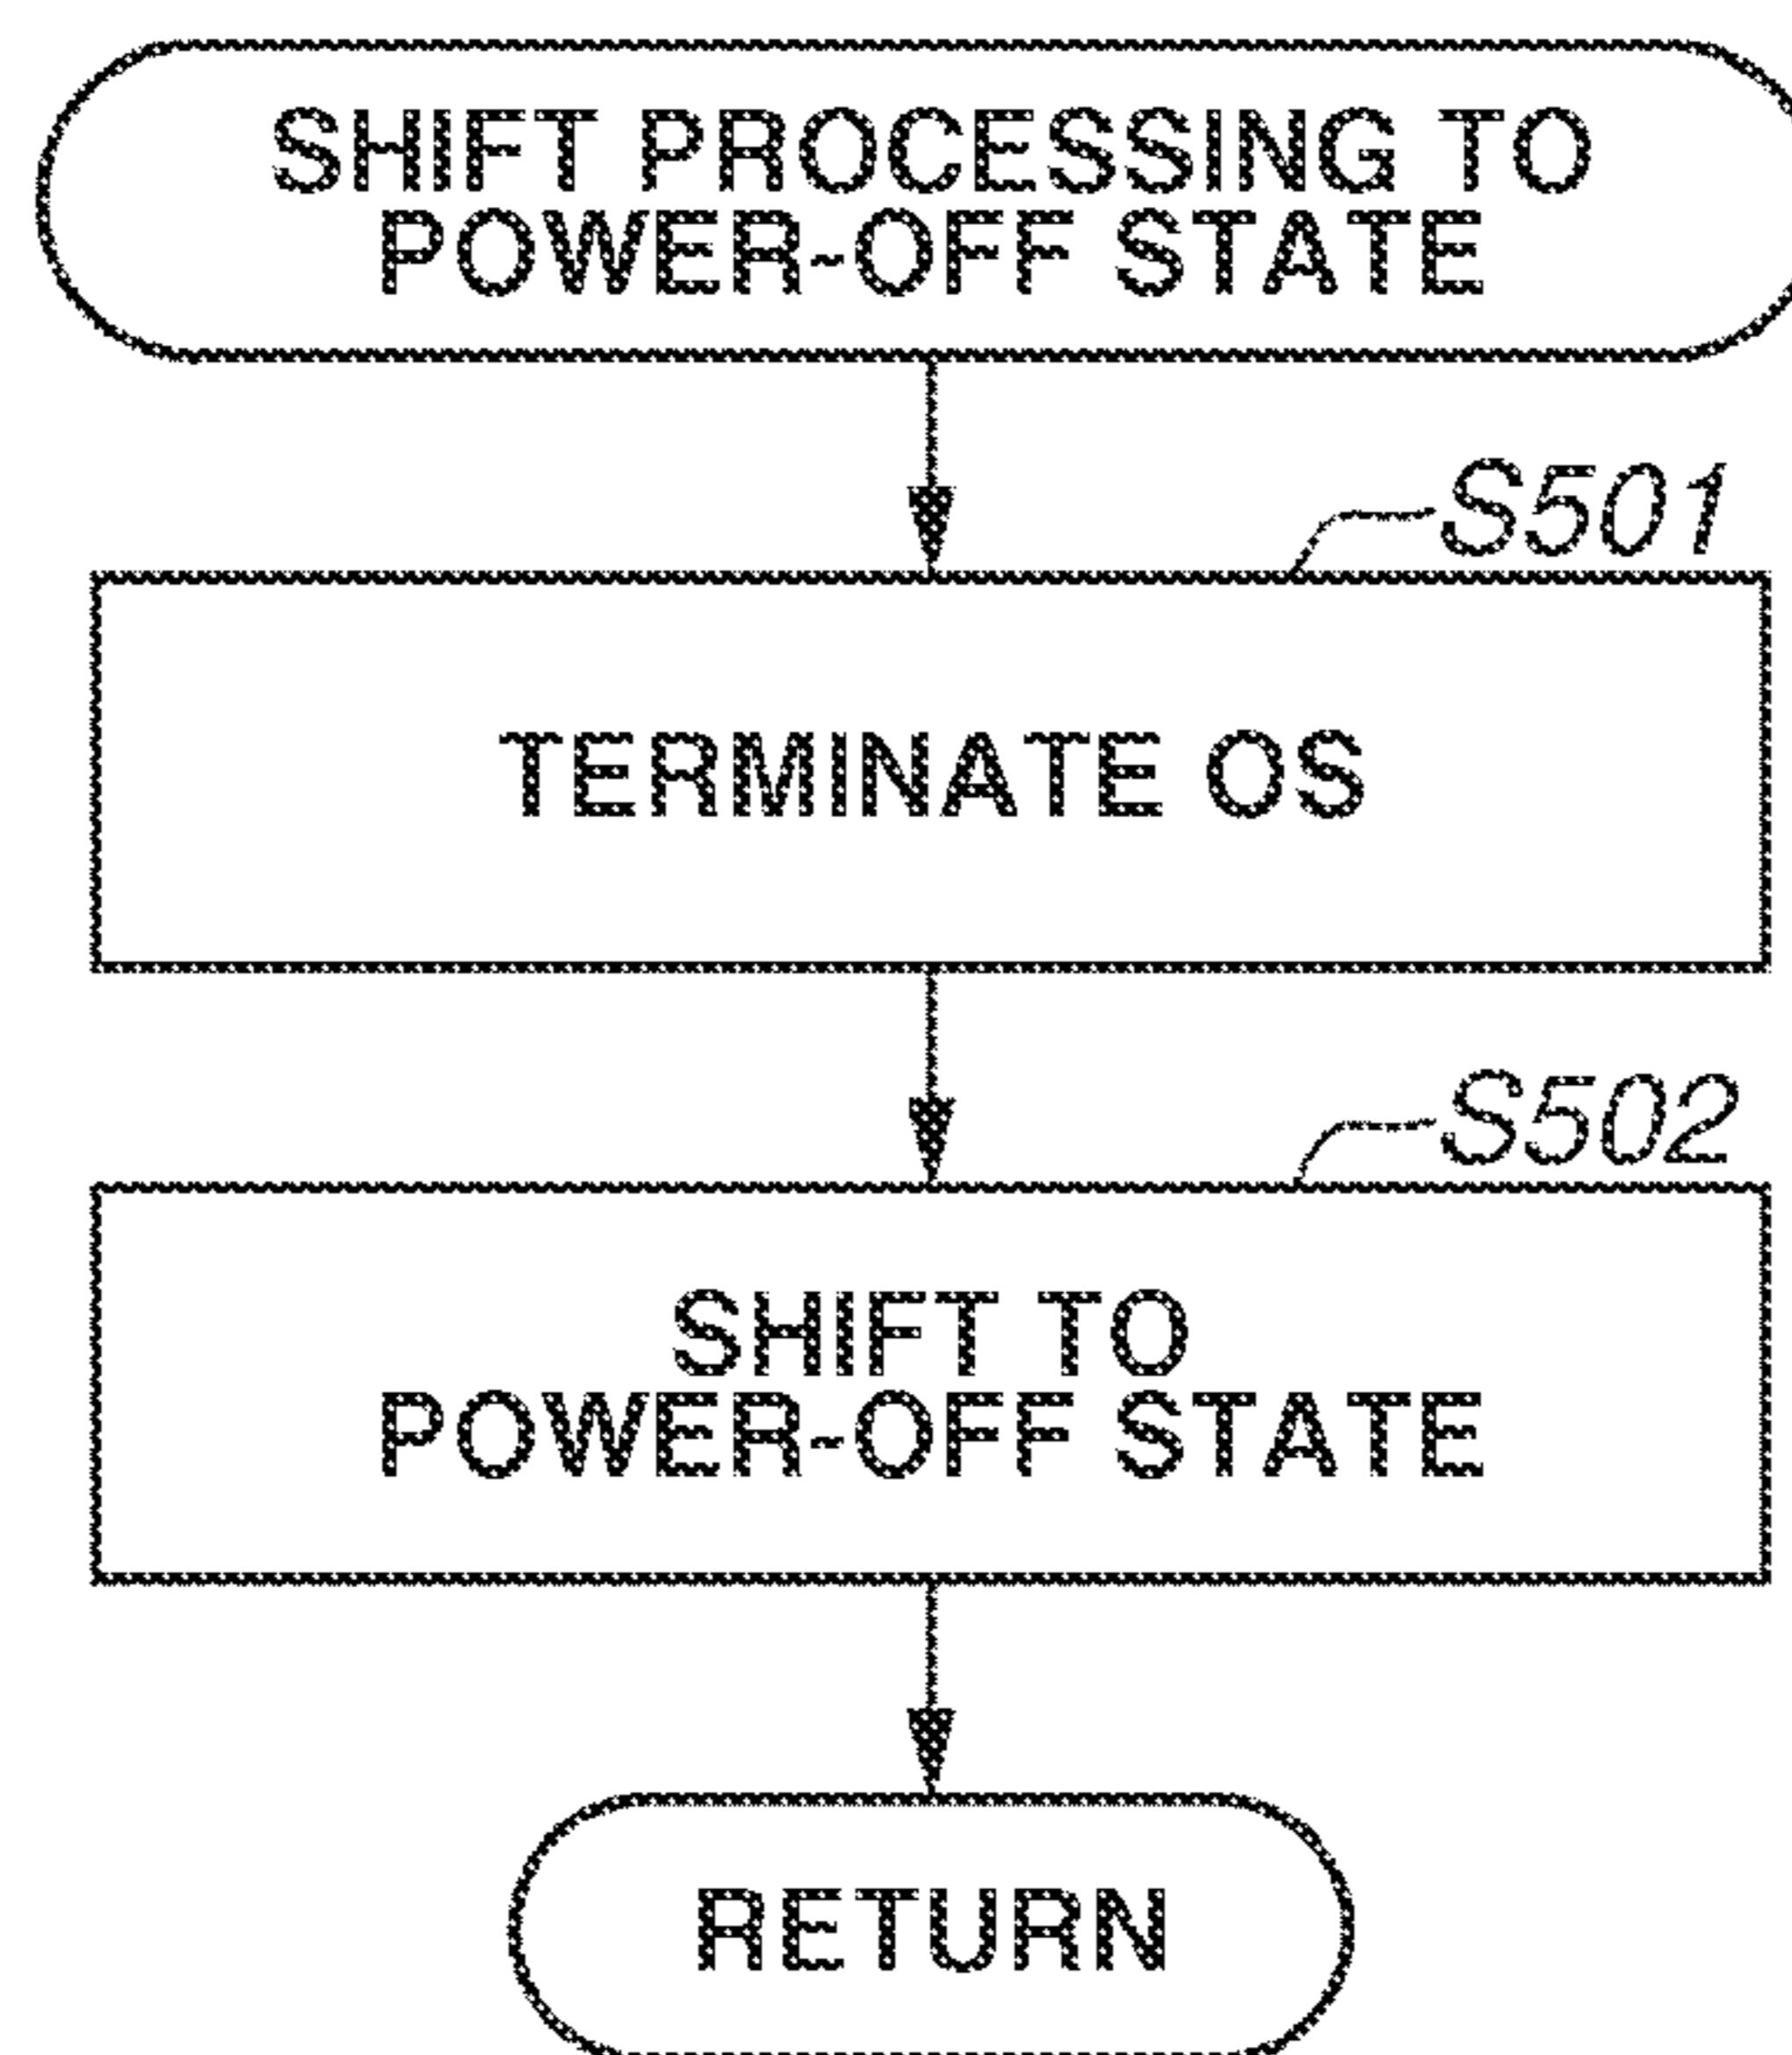 SHIFT PROCESSING TO
POWER-OFF STATE
S501
TERMINATE OS
S502
SHIFT TO
POWER-OFF STATE
RETURN